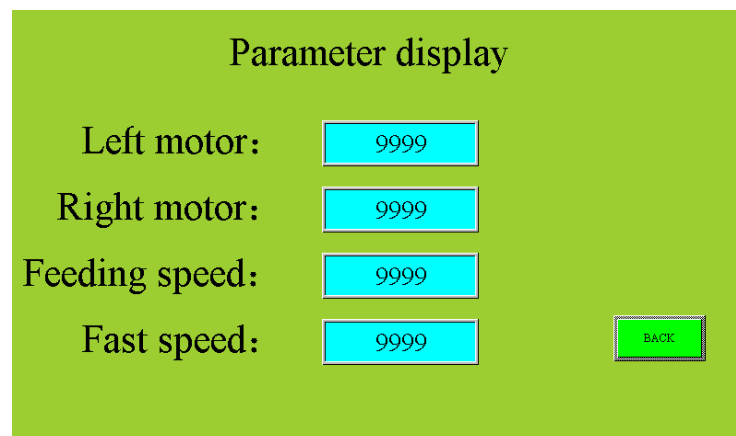 Parameter display
Left motor： 9999
Right motor： 9999
Feeding speed： 9999
Fast speed： 9999
BACK